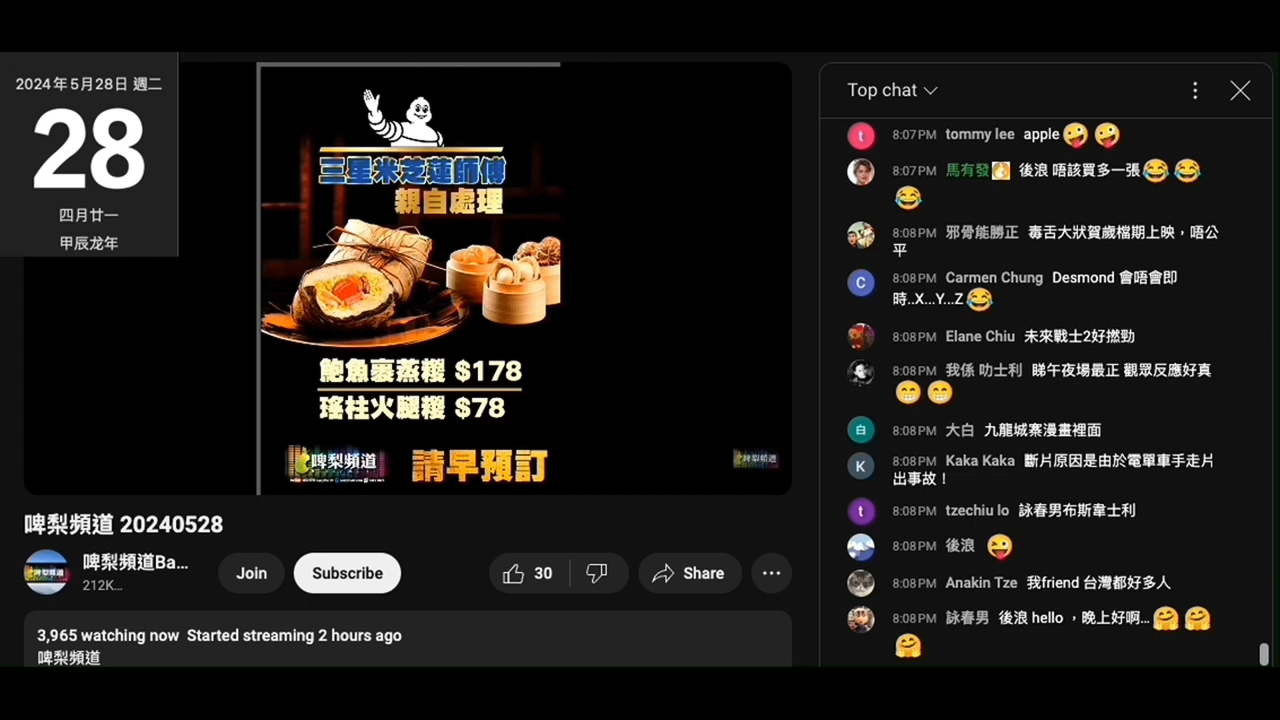 2024年5月28日 週二
28
四月廿一
甲辰龙年
三星米芝蓮師傅
親自處理
鮑魚裹蒸糭 $178
瑤柱火腿糭 $78
啤梨頻道
請早預訂
啤梨頻道
啤梨頻道 20240528
啤梨頻道Ba...
212K...
Join
Subscribe
30
Share
3,965 watching now Started streaming 2 hours ago
啤梨頻道
Top chat
t
8:07PM tommy lee apple🤪🤪
8:07PM 馬有發 後浪 唔該買多一張😂😂
😂
8:08PM 邪骨能勝正 毒舌大狀賀歲檔期上映，唔公
平
C
8:08PM Carmen Chung Desmond 會唔會即
時..X...Y...Z😂
8:08PM Elane Chiu 未來戰士2好撚勁
8:08PM 我係 叻士利 睇午夜場最正 觀眾反應好真
😁😁
白
8:08PM 大白 九龍城寨漫畫裡面
K
8:08PM Kaka Kaka 斷片原因是由於電單車手走片
出事故！
t
8:08PM tzechiu lo 詠春男布斯韋士利
8:08PM 後浪 😜
8:08PM Anakin Tze 我friend 台灣都好多人
8:08PM 詠春男 後浪 hello ，晚上好啊...🤗🤗
🤗